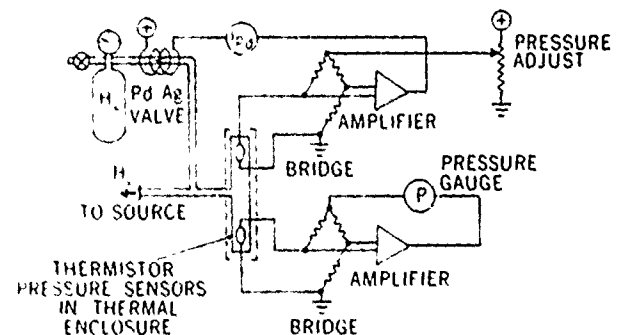 PRESSURE
ADJUST
H₂
Pd Ag
VALVE
AMPLIFIER
BRIDGE
PRESSURE
GAUGE
P
H₂
TO SOURCE
AMPLIFIER
THERMISTOR
PRESSURE SENSORS
IN THERMAL
ENCLOSURE
BRIDGE